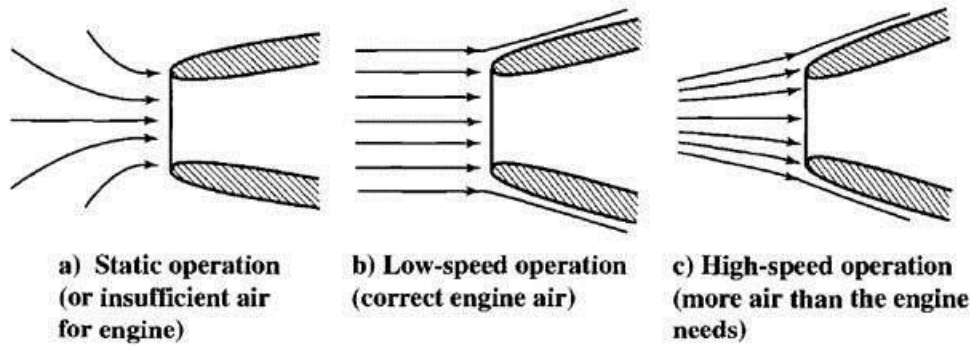 a) Static operation
(or insufficient air
for engine)
b) Low-speed operation
(correct engine air)
c) High-speed operation
(more air than the engine
needs)